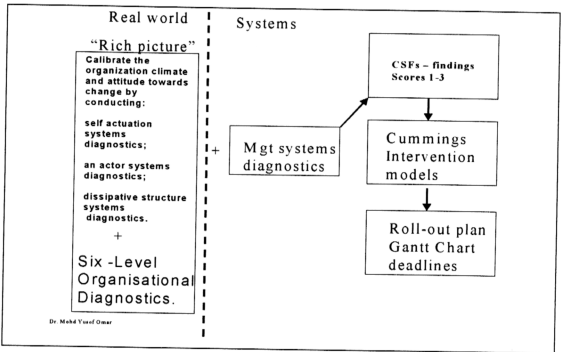 Real world
Systems
"Rich picture"
Calibrate the
organization climate
and attitude towards
change by
conducting:
self actuation
systems
diagnostics;
an actor systems
diagnostics;
dissipative structure
systems
diagnostics.
+
Six -Level
Organisational
Diagnostics.
+
Mgt systems
diagnostics
CSFs – findings
Scores 1-3
Cummings
Intervention
models
Roll-out plan
Gantt Chart
deadlines
Dr. Mohd Yusof Omar